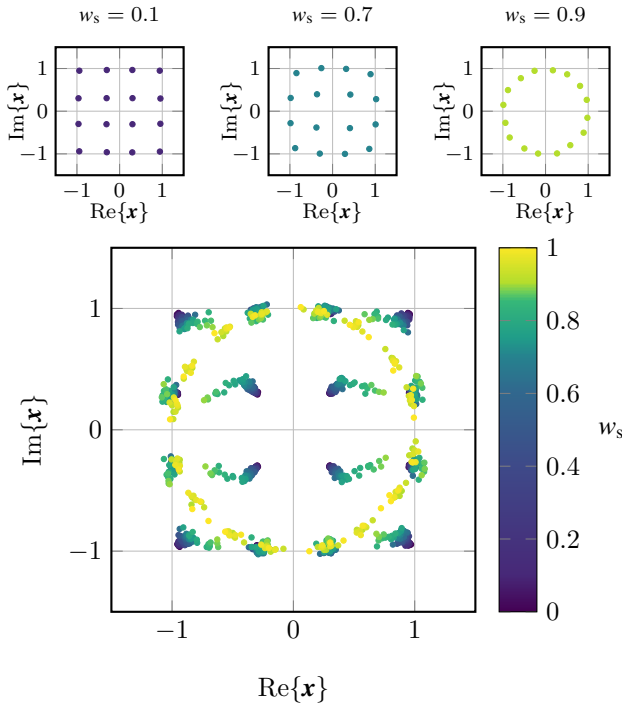 w_s = 0.1
w_s = 0.7
w_s = 0.9
Im{x}
1
0
−1
−1 0 1
Re{x}
Im{x}
1
0
−1
−1 0 1
Re{x}
Im{x}
1
0
−1
−1 0 1
Re{x}
Im{x}
1
0
−1
−1 0 1
Re{x}
1
0.8
0.6
0.4
0.2
0
w_s